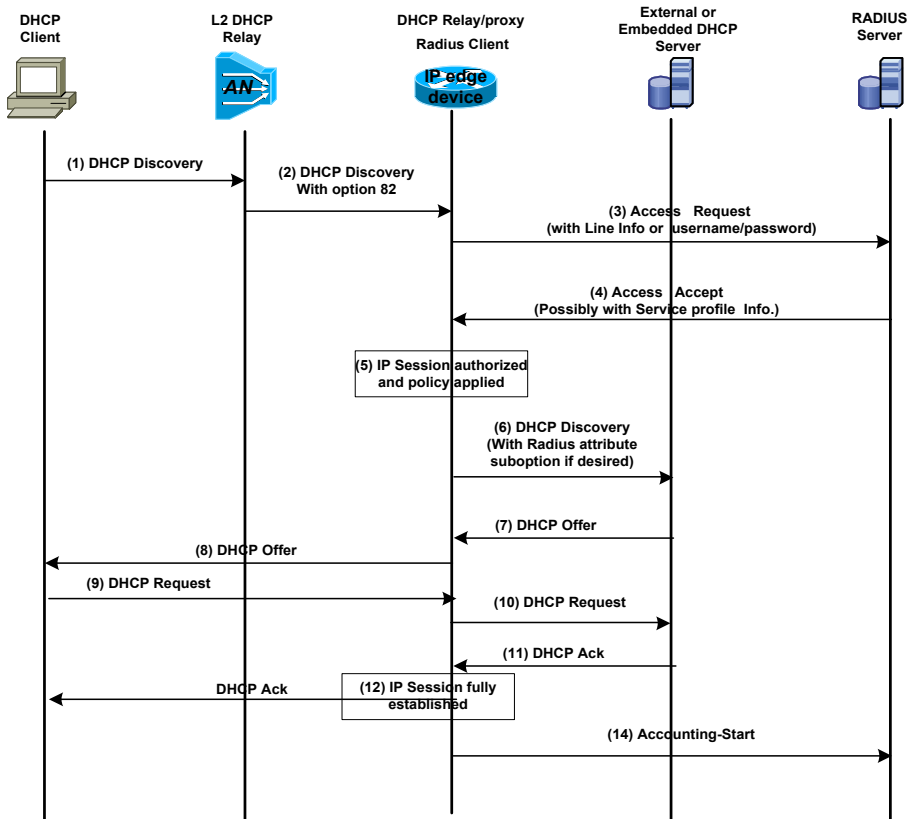 DHCP
Client
L2 DHCP
Relay
DHCP Relay/proxy
Radius Client
External or
Embedded DHCP
Server
RADIUS
Server
AN
IP edge
device
(1) DHCP Discovery
(2) DHCP Discovery
With option 82
(3) Access Request
(with Line Info or username/password)
(4) Access Accept
(Possibly with Service profile Info.)
(5) IP Session authorized
and policy applied
(6) DHCP Discovery
(With Radius attribute
suboption if desired)
(7) DHCP Offer
(8) DHCP Offer
(9) DHCP Request
(10) DHCP Request
(11) DHCP Ack
DHCP Ack
(12) IP Session fully
established
(14) Accounting-Start